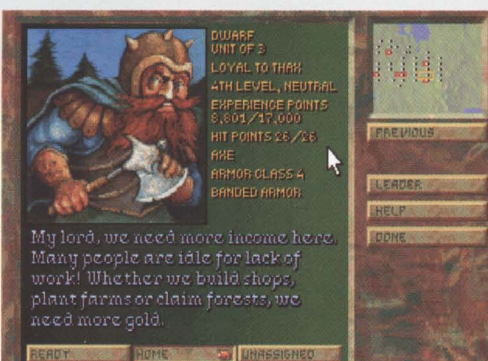 DWARF
UNIT OF 3
LOYAL TO THAX
4TH LEVEL, NEUTRAL
EXPERIENCE POINTS
8,801/17,000
HIT POINTS 26/26
AXE
ARMOR CLASS 4
BANDED ARMOR
My lord, we need more income here.
Many people are idle for lack of
work! Whether we build shops,
plant farms or claim forests, we
need more gold.
READY
HOME
UNASSIGNED
PREVIOUS
LEADER
HELP
DONE